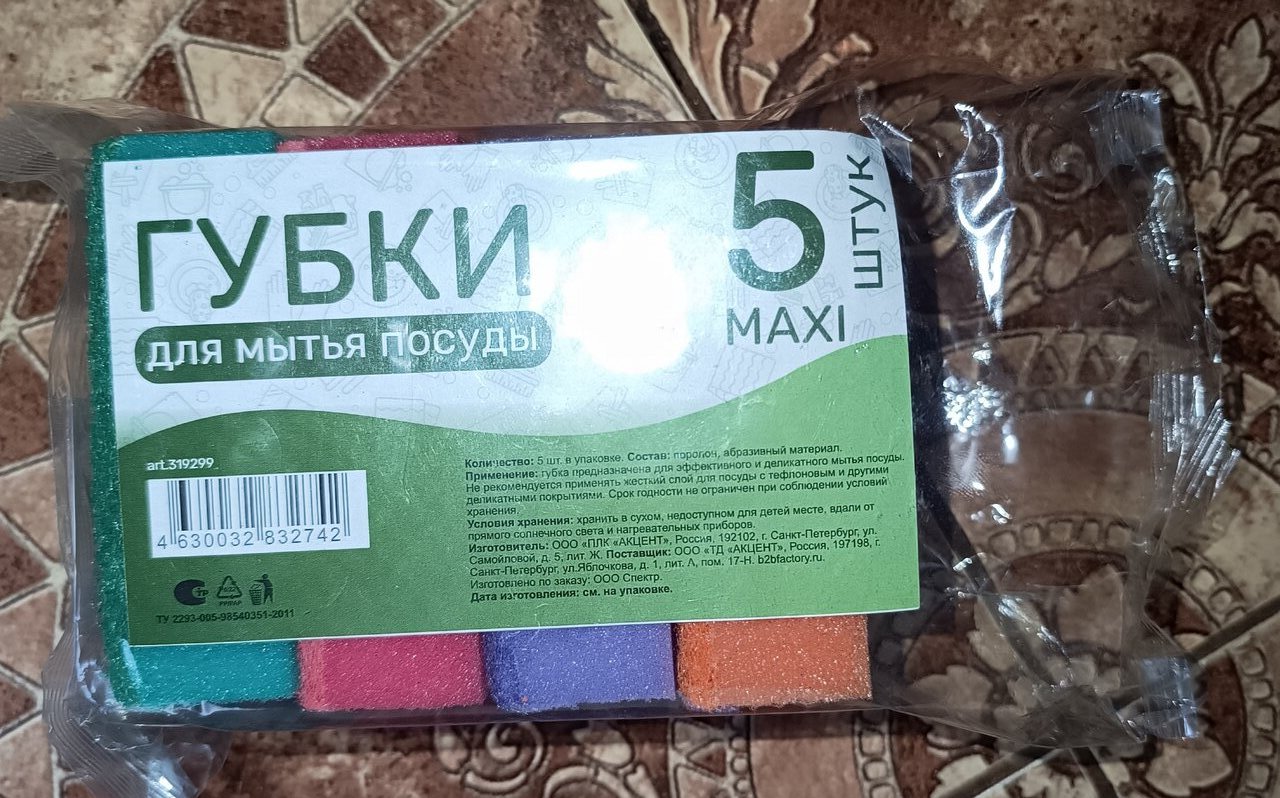 ГУБКИ
для мытья посуды
5
ШТУК
MAXI
art.319299
4 630032 832742
Количество: 5 шт. в упаковке. Состав: поролон, абразивный материал.
Применение: губка предназначена для эффективного и деликатного мытья посуды.
Не рекомендуется применять жесткий слой для посуды с тефлоновым и другими
деликатными покрытиями. Срок годности не ограничен при соблюдении условий
хранения.
Условия хранения: хранить в сухом, недоступном для детей месте, вдали от
прямого солнечного света и нагревательных приборов.
Изготовитель: ООО «ПЛК «АКЦЕНТ», Россия, 192102, г. Санкт-Петербург, ул.
Самойловой, д. 5, лит. Ж. Поставщик: ООО «ТД «АКЦЕНТ», Россия, 197198, г.
Санкт-Петербург, ул.Яблочкова, д. 1, лит. А, пом. 17-Н. b2bfactory.ru.
Изготовлено по заказу: ООО Спектр.
Дата изготовления: см. на упаковке.
ТУ 2293-005-98540351-2011